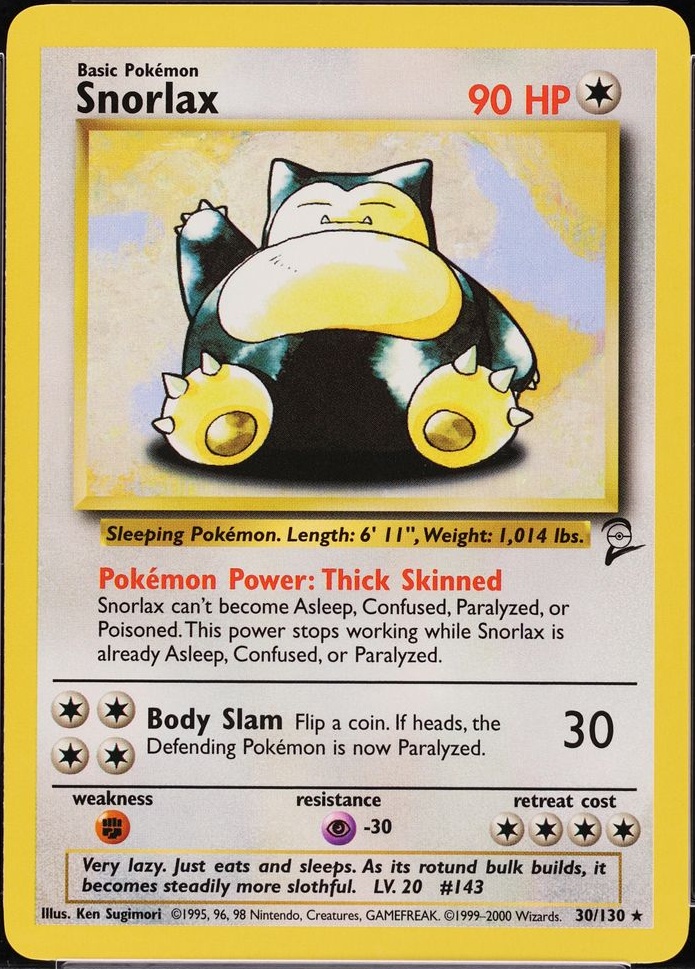 Basic Pokémon
Snorlax
90 HP
Sleeping Pokémon. Length: 6' 11", Weight: 1,014 lbs.
Pokémon Power: Thick Skinned
Snorlax can't become Asleep, Confused, Paralyzed, or
Poisoned. This power stops working while Snorlax is
already Asleep, Confused, or Paralyzed.
Body Slam Flip a coin. If heads, the
Defending Pokémon is now Paralyzed.
30
weakness
resistance
retreat cost
-30
Very lazy. Just eats and sleeps. As its rotund bulk builds, it
becomes steadily more slothful. LV. 20 #143
Illus. Ken Sugimori ©1995, 96, 98 Nintendo, Creatures, GAMEFREAK. ©1999-2000 Wizards. 30/130 ★